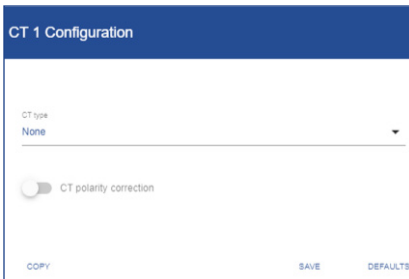 CT 1 Configuration
CT type
None
CT polarity correction
COPY SAVE DEFAULTS